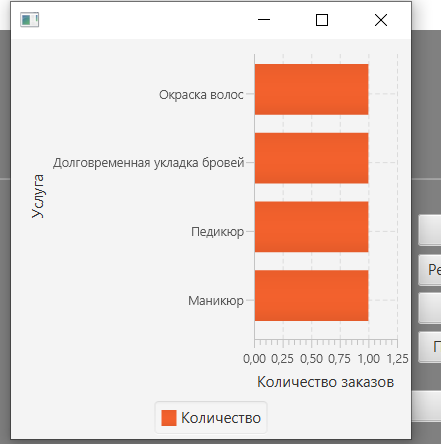 Окраска волос
Долговременная укладка бровей
Педикюр
Маникюр
Услуга
0,00 0,25 0,50 0,75 1,00 1,25
Количество заказов
Количество
Ре
П